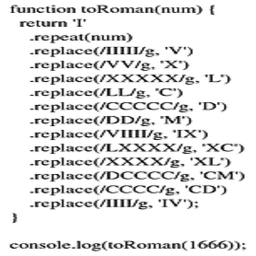 function toRoman(num) {
return 'I'
.repeat(num)
.replace(/IIIII/g, 'V')
.replace(/VV/g, 'X')
.replace(/XXXXX/g, 'L')
.replace(/LL/g, 'C')
.replace(/CCCCC/g, 'D')
.replace(/DD/g, 'M')
.replace(/VIIII/g, 'IX')
.replace(/LXXXX/g, 'XC')
.replace(/XXXX/g, 'XL')
.replace(/DCCCC/g, 'CM')
.replace(/CCCC/g, 'CD')
.replace(/IIII/g, 'IV');
}
console.log(toRoman(1666));